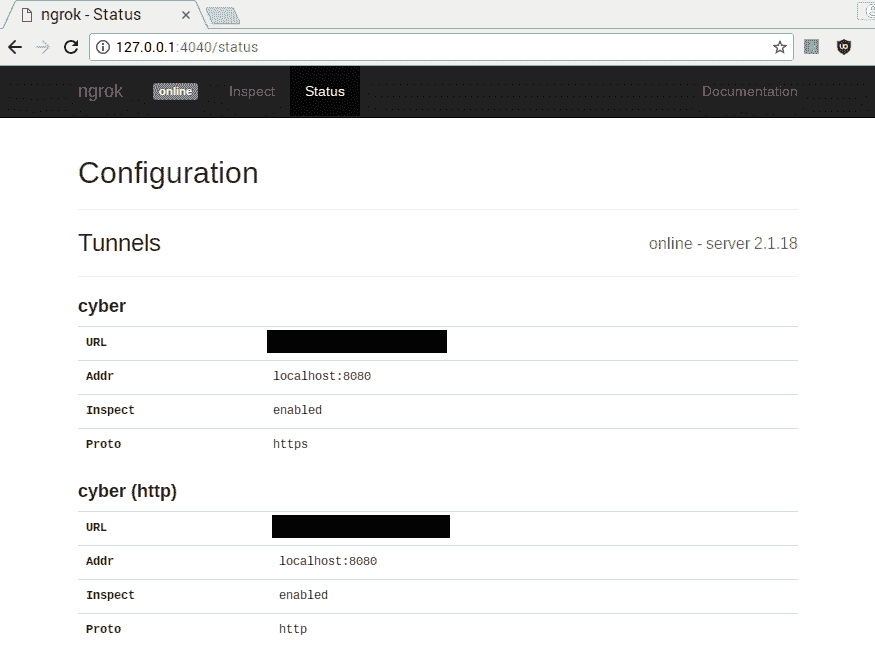 ngrok - Status ×
127.0.0.1:4040/status
ngrok online Inspect Status Documentation
Configuration
Tunnels online - server 2.1.18
cyber
URL
Addr localhost:8080
Inspect enabled
Proto https
cyber (http)
URL
Addr localhost:8080
Inspect enabled
Proto http